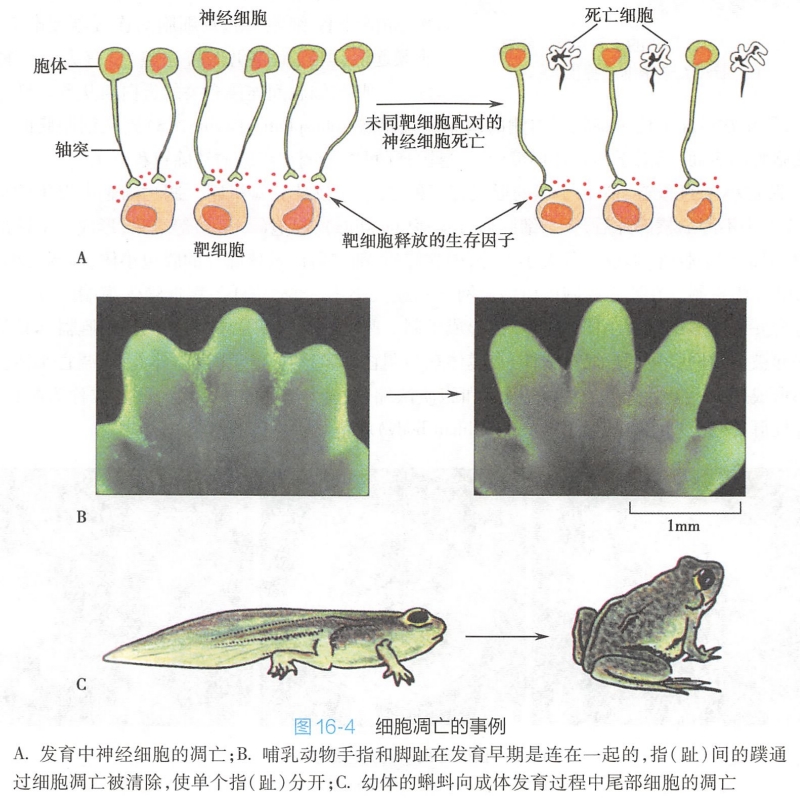 神经细胞
死亡细胞
胞体
未同靶细胞配对的
神经细胞死亡
轴突
靶细胞释放的生存因子
靶细胞
A
B
1mm
C
图 16-4 细胞凋亡的事例
A. 发育中神经细胞的凋亡;B. 哺乳动物手指和脚趾在发育早期是连在一起的,指(趾)间的蹼通
过细胞凋亡被清除,使单个指(趾)分开;C. 幼体的蝌蚪向成体发育过程中尾部细胞的凋亡